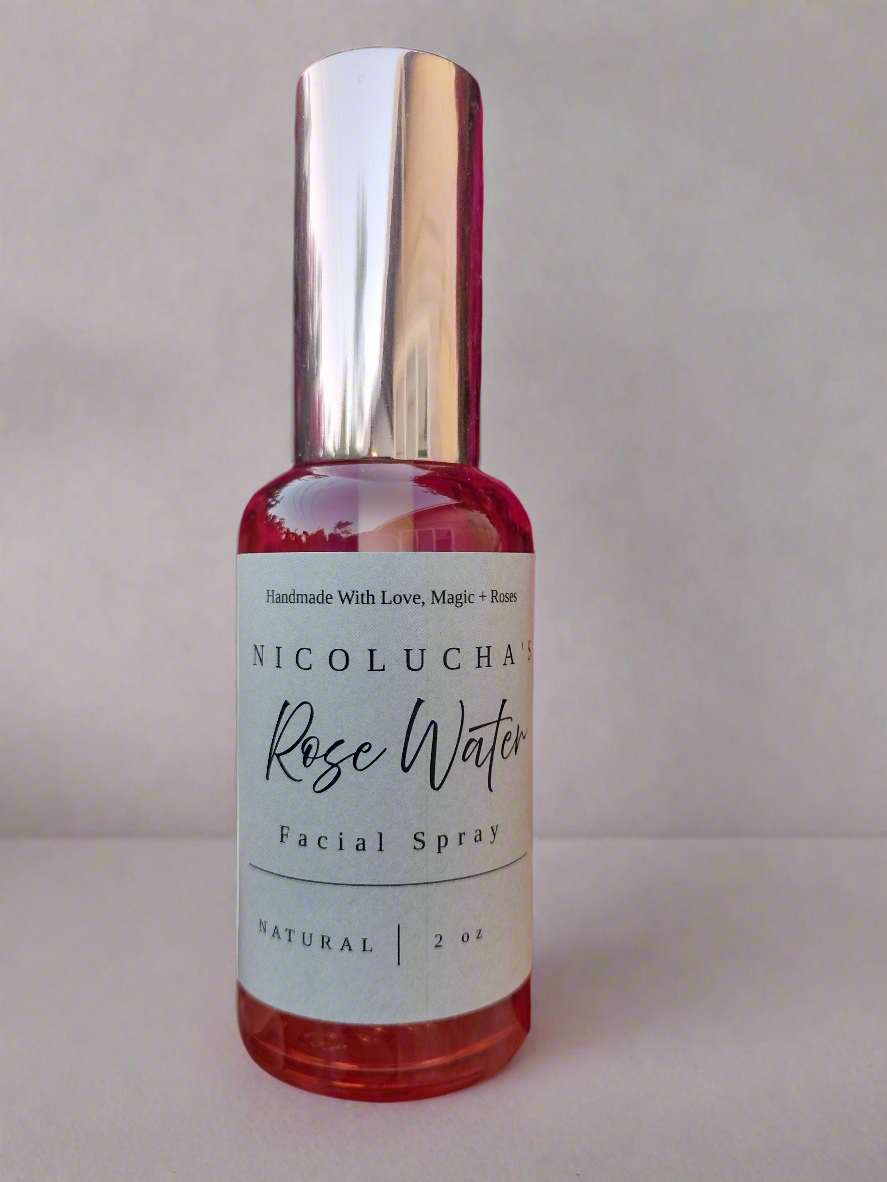 Handmade With Love, Magic + Roses
NICOLUCHA'S
Rose Water
Facial Spray
NATURAL | 2 oz